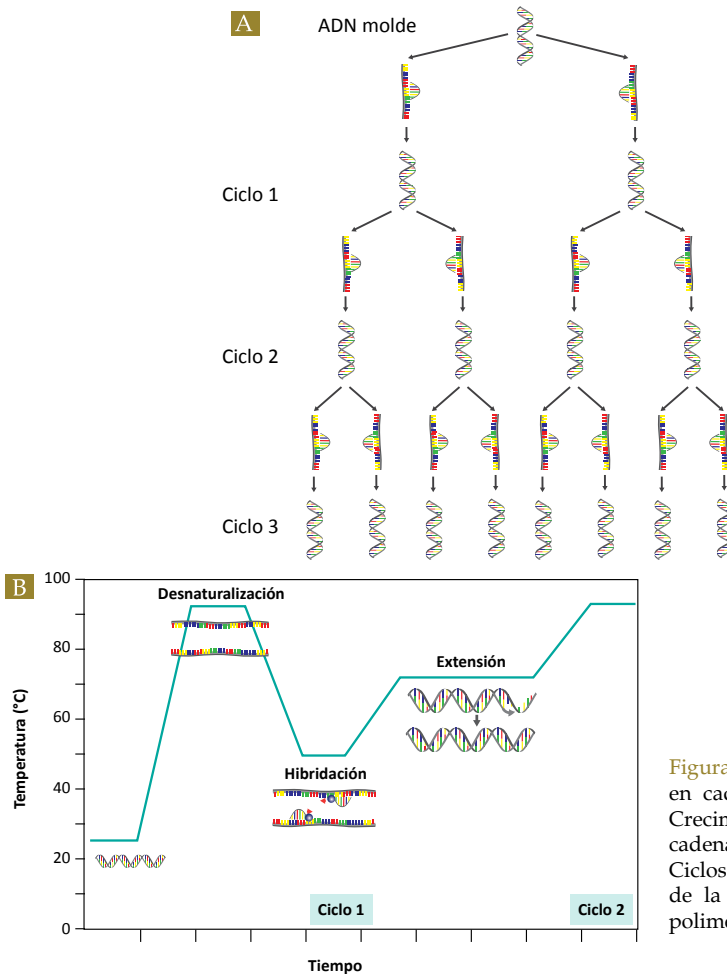 A
ADN molde
Ciclo 1
Ciclo 2
Ciclo 3
B
100
80
60
40
20
0
Temperatura (°C)
Desnaturalización
Hibridación
Extensión
Ciclo 1
Ciclo 2
Tiempo
Figura
en cad
Crecin
cadena
Ciclos
de la
polime